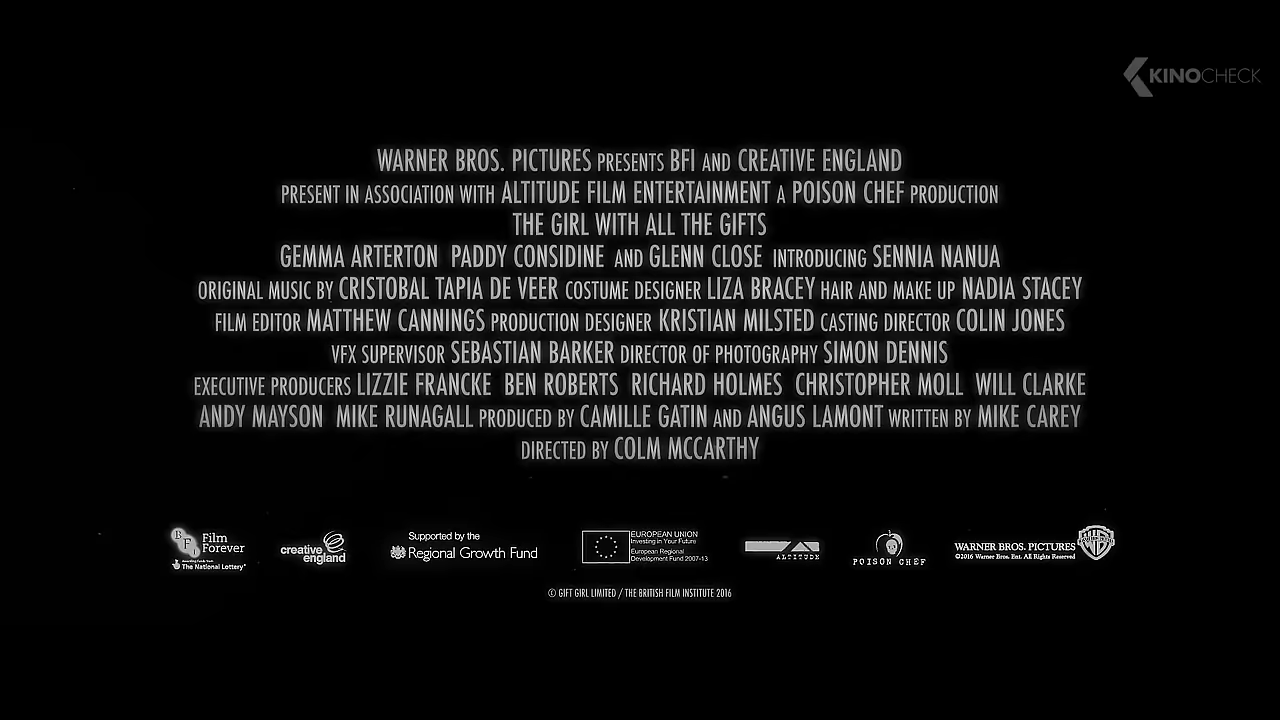 KINOCHECK
WARNER BROS. PICTURES PRESENTS BFI AND CREATIVE ENGLAND
PRESENT IN ASSOCIATION WITH ALTITUDE FILM ENTERTAINMENT A POISON CHEF PRODUCTION
THE GIRL WITH ALL THE GIFTS
GEMMA ARTERTON PADDY CONSIDINE AND GLENN CLOSE INTRODUCING SENNIA NANUA
ORIGINAL MUSIC BY CRISTOBAL TAPIA DE VEER COSTUME DESIGNER LIZA BRACEY HAIR AND MAKE UP NADIA STACEY
FILM EDITOR MATTHEW CANNINGS PRODUCTION DESIGNER KRISTIAN MILSTED CASTING DIRECTOR COLIN JONES
VFX SUPERVISOR SEBASTIAN BARKER DIRECTOR OF PHOTOGRAPHY SIMON DENNIS
EXECUTIVE PRODUCERS LIZZIE FRANCKE BEN ROBERTS RICHARD HOLMES CHRISTOPHER MOLL WILL CLARKE
ANDY MAYSON MIKE RUNAGALL PRODUCED BY CAMILLE GATIN AND ANGUS LAMONT WRITTEN BY MIKE CAREY
DIRECTED BY COLM MCCARTHY
BFI
Film
Forever
The National Lottery
creative
england
Supported by the
Regional Growth Fund
EUROPEAN UNION
Investing in Your Future
European Regional
Development Fund 2007-13
ALTITUDE
POISON CHEF
WARNER BROS. PICTURES
©2016 Warner Bros. Ent. All Rights Reserved
© GIFT GIRL LIMITED / THE BRITISH FILM INSTITUTE 2016